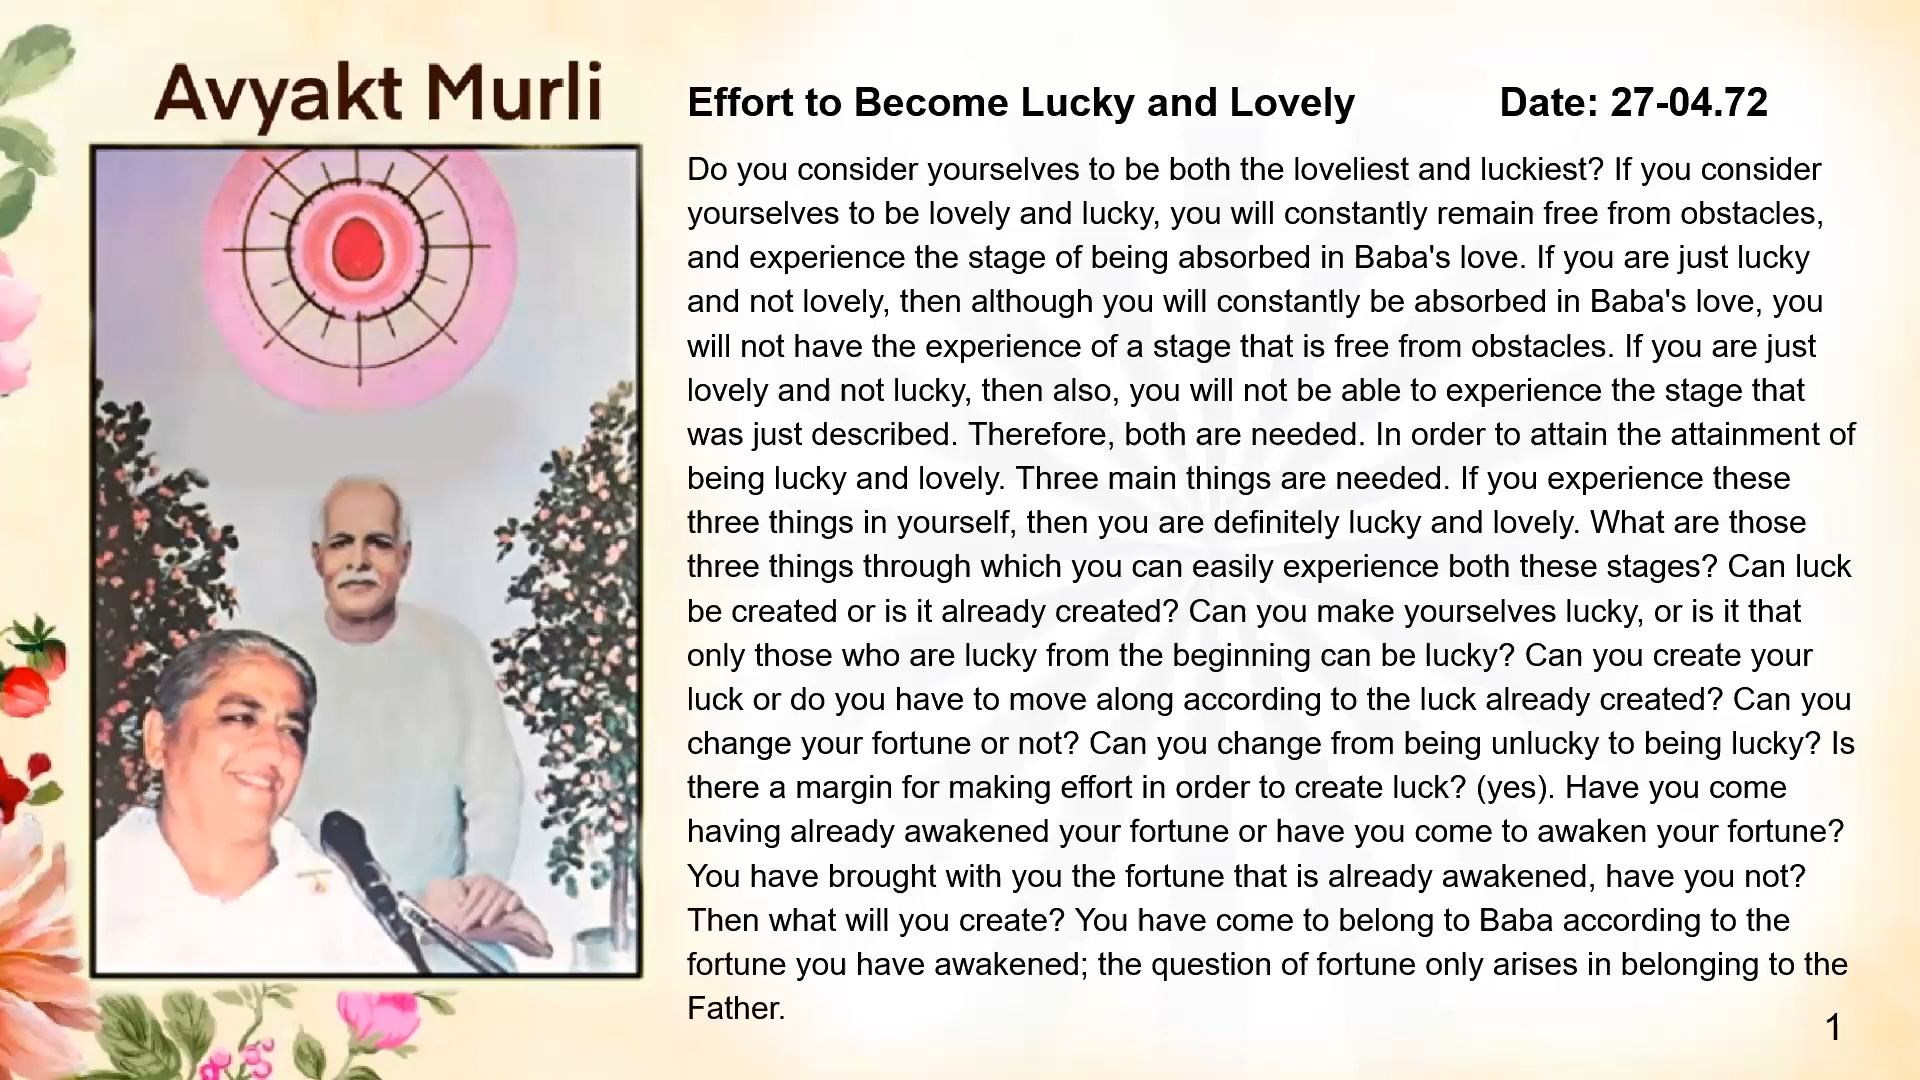 Avyakt Murli
Effort to Become Lucky and Lovely Date: 27-04.72
Do you consider yourselves to be both the loveliest and luckiest? If you consider
yourselves to be lovely and lucky, you will constantly remain free from obstacles,
and experience the stage of being absorbed in Baba's love. If you are just lucky
and not lovely, then although you will constantly be absorbed in Baba's love, you
will not have the experience of a stage that is free from obstacles. If you are just
lovely and not lucky, then also, you will not be able to experience the stage that
was just described. Therefore, both are needed. In order to attain the attainment of
being lucky and lovely. Three main things are needed. If you experience these
three things in yourself, then you are definitely lucky and lovely. What are those
three things through which you can easily experience both these stages? Can luck
be created or is it already created? Can you make yourselves lucky, or is it that
only those who are lucky from the beginning can be lucky? Can you create your
luck or do you have to move along according to the luck already created? Can you
change your fortune or not? Can you change from being unlucky to being lucky? Is
there a margin for making effort in order to create luck? (yes). Have you come
having already awakened your fortune or have you come to awaken your fortune?
You have brought with you the fortune that is already awakened, have you not?
Then what will you create? You have come to belong to Baba according to the
fortune you have awakened; the question of fortune only arises in belonging to the
Father.
1